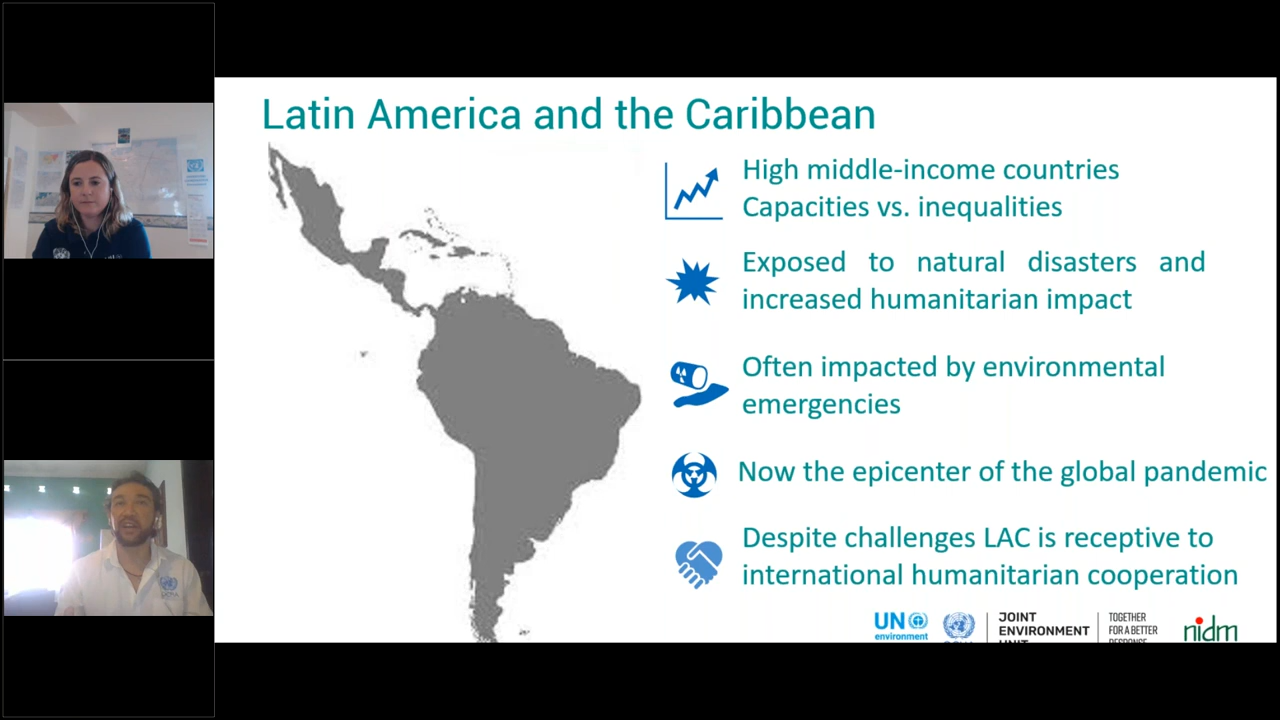 Latin America and the Caribbean
High middle-income countries
Capacities vs. inequalities
Exposed to natural disasters and
increased humanitarian impact
Often impacted by environmental
emergencies
Now the epicenter of the global pandemic
Despite challenges LAC is receptive to
international humanitarian cooperation
UN
environment
JOINT
ENVIRONMENT
UNIT
TOGETHER
FOR A BETTER
RESPONSE
nidm